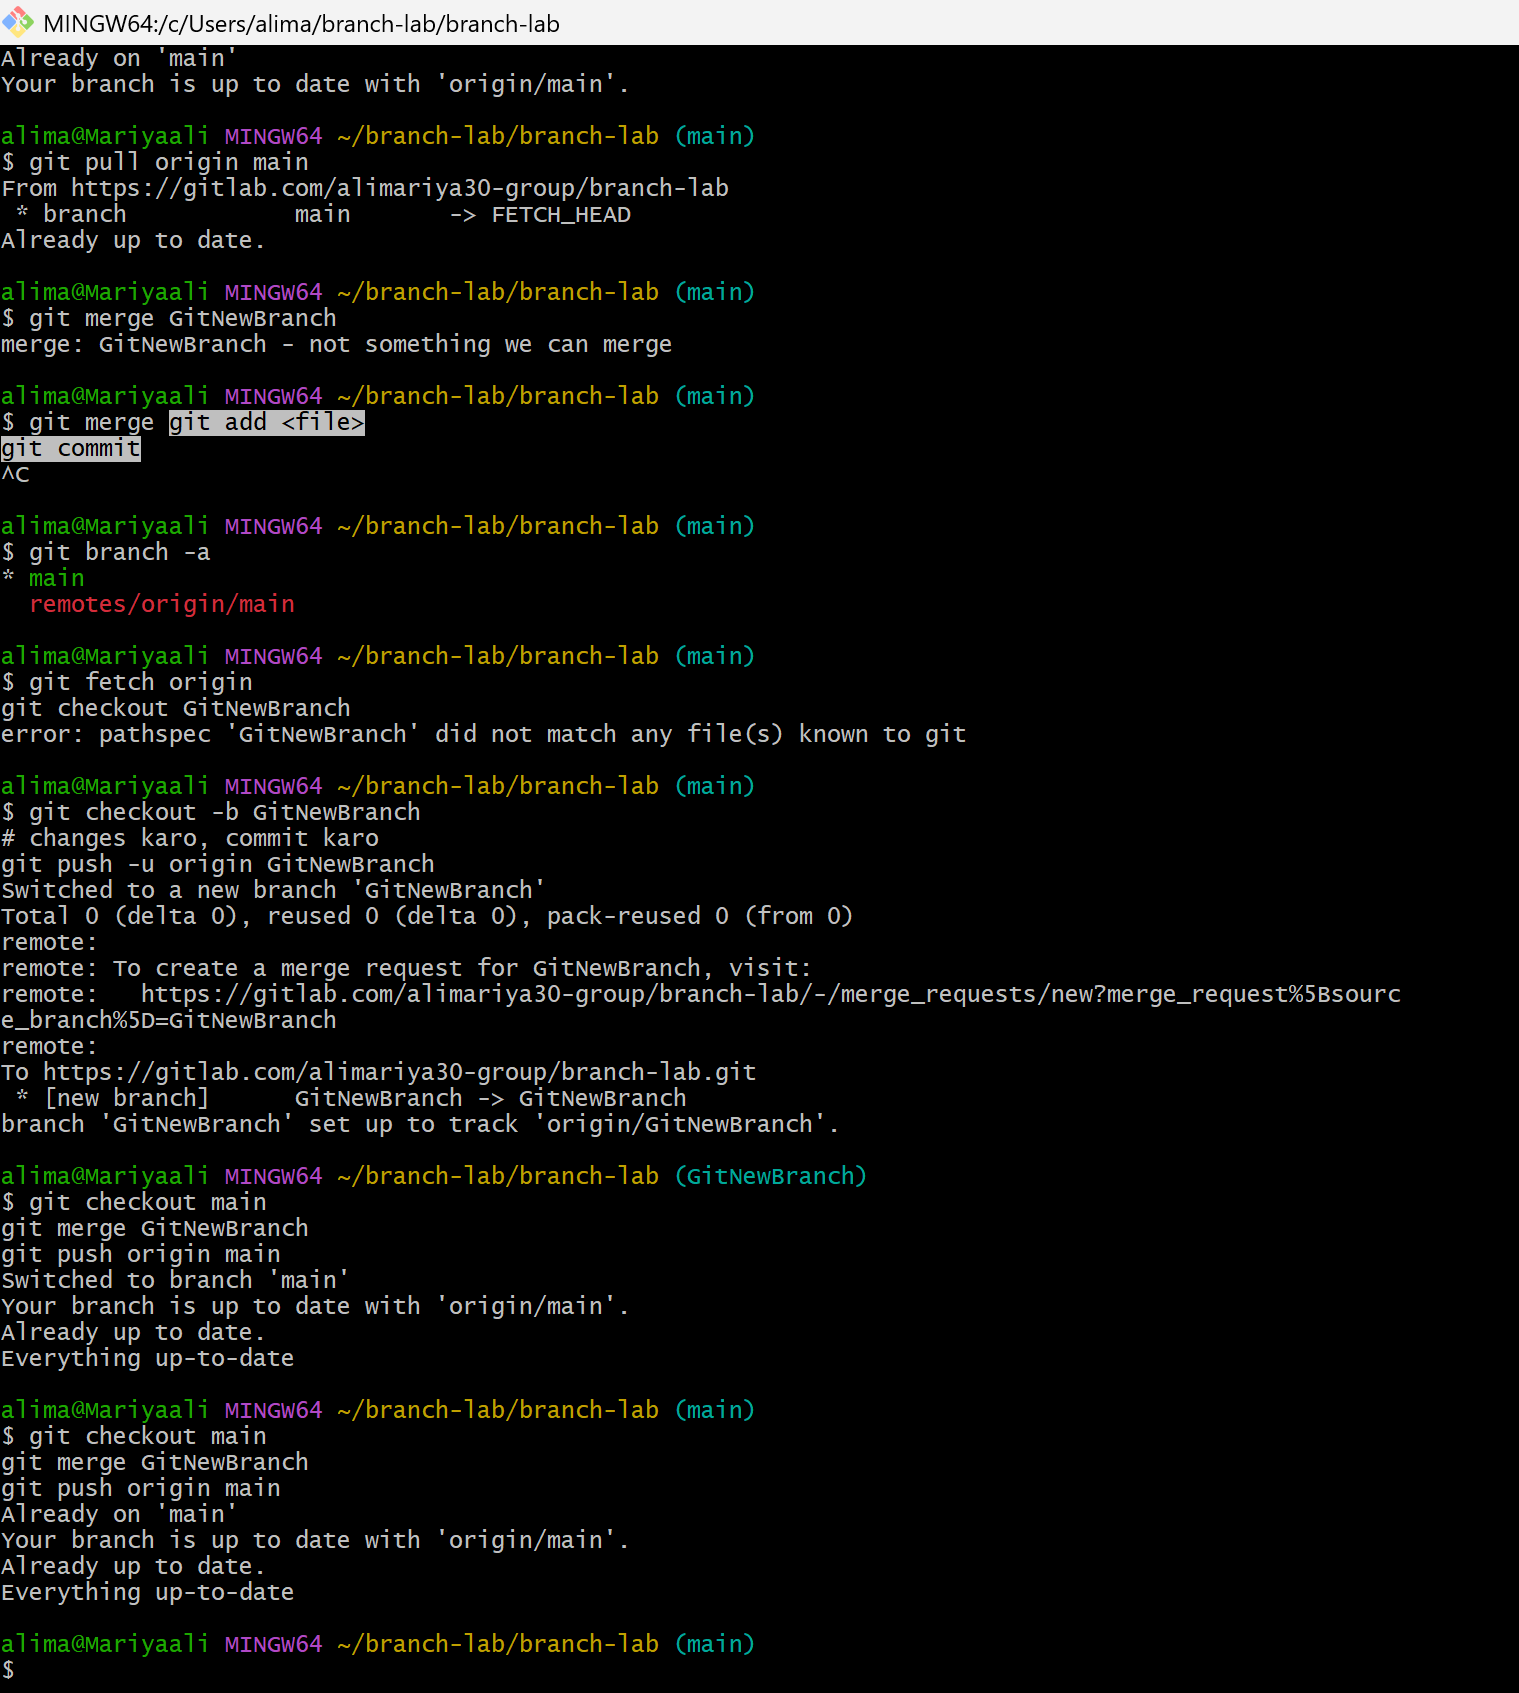 MINGW64:/c/Users/alima/branch-lab/branch-lab
Already on 'main'
Your branch is up to date with 'origin/main'.
alima@Mariyaali MINGW64 ~/branch-lab/branch-lab (main)
$ git pull origin main
From https://gitlab.com/alimariya30-group/branch-lab
 * branch            main       -> FETCH_HEAD
Already up to date.
alima@Mariyaali MINGW64 ~/branch-lab/branch-lab (main)
$ git merge GitNewBranch
merge: GitNewBranch - not something we can merge
alima@Mariyaali MINGW64 ~/branch-lab/branch-lab (main)
$ git merge git add <file>
git commit
^C
alima@Mariyaali MINGW64 ~/branch-lab/branch-lab (main)
$ git branch -a
* main
  remotes/origin/main
alima@Mariyaali MINGW64 ~/branch-lab/branch-lab (main)
$ git fetch origin
git checkout GitNewBranch
error: pathspec 'GitNewBranch' did not match any file(s) known to git
alima@Mariyaali MINGW64 ~/branch-lab/branch-lab (main)
$ git checkout -b GitNewBranch
# changes karo, commit karo
git push -u origin GitNewBranch
Switched to a new branch 'GitNewBranch'
Total 0 (delta 0), reused 0 (delta 0), pack-reused 0 (from 0)
remote:
remote: To create a merge request for GitNewBranch, visit:
remote:   https://gitlab.com/alimariya30-group/branch-lab/-/merge_requests/new?merge_request%5Bsourc
e_branch%5D=GitNewBranch
remote:
To https://gitlab.com/alimariya30-group/branch-lab.git
 * [new branch]      GitNewBranch -> GitNewBranch
branch 'GitNewBranch' set up to track 'origin/GitNewBranch'.
alima@Mariyaali MINGW64 ~/branch-lab/branch-lab (GitNewBranch)
$ git checkout main
git merge GitNewBranch
git push origin main
Switched to branch 'main'
Your branch is up to date with 'origin/main'.
Already up to date.
Everything up-to-date
alima@Mariyaali MINGW64 ~/branch-lab/branch-lab (main)
$ git checkout main
git merge GitNewBranch
git push origin main
Already on 'main'
Your branch is up to date with 'origin/main'.
Already up to date.
Everything up-to-date
alima@Mariyaali MINGW64 ~/branch-lab/branch-lab (main)
$